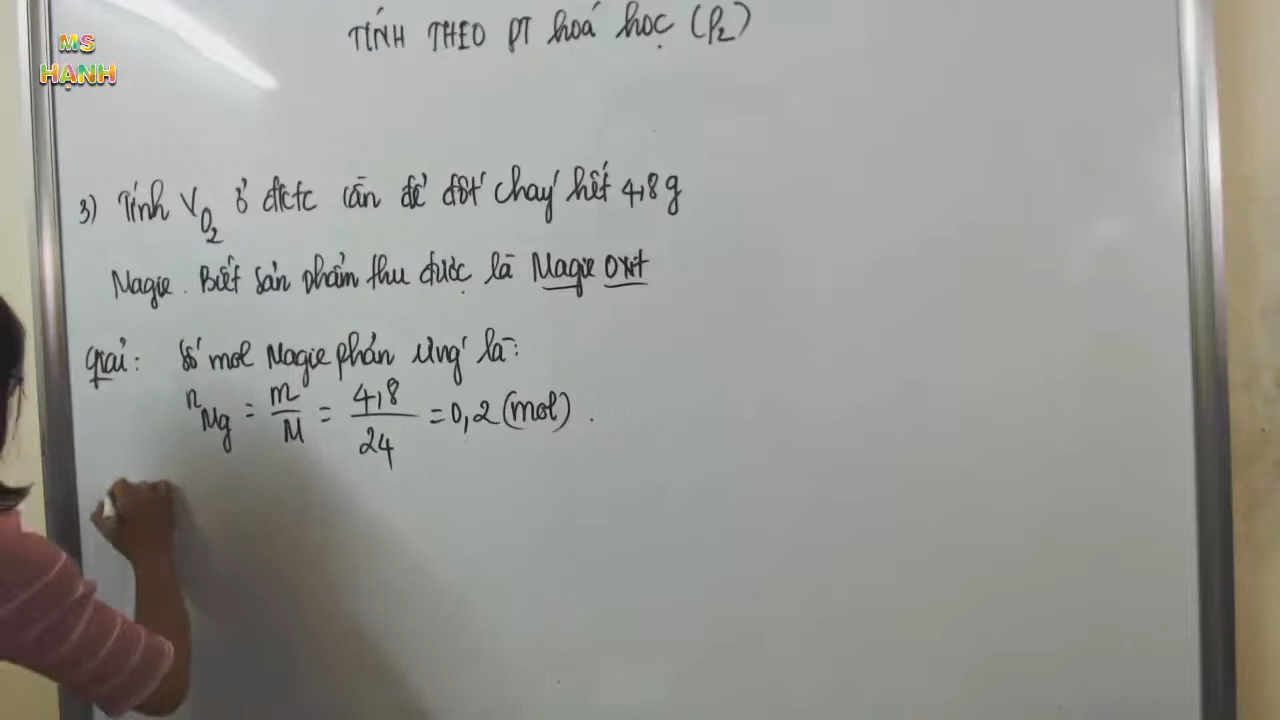 MS
HẠNH
TÍNH THEO PT hoá học (P2)
3) Tính V O2 ở đktc cần để đốt cháy hết 4,8g
Magie. Biết sản phẩm thu được là Magie Oxit
Giải: Số mol Magie phản ứng là:
nMg = m/M = 4,8/24 = 0,2 (mol).